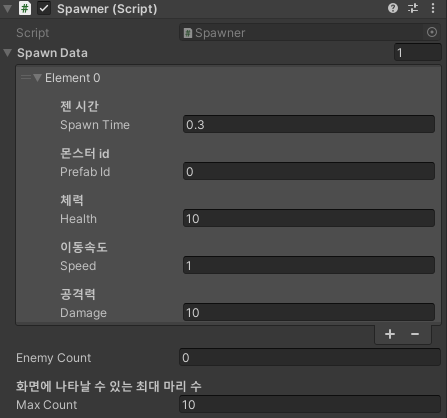 Spawner (Script)
Script Spawner
Spawn Data 1
Element 0
젠 시간
Spawn Time 0.3
몬스터 id
Prefab Id 0
체력
Health 10
이동속도
Speed 1
공격력
Damage 10
+ −
Enemy Count 0
화면에 나타날 수 있는 최대 마리 수
Max Count 10